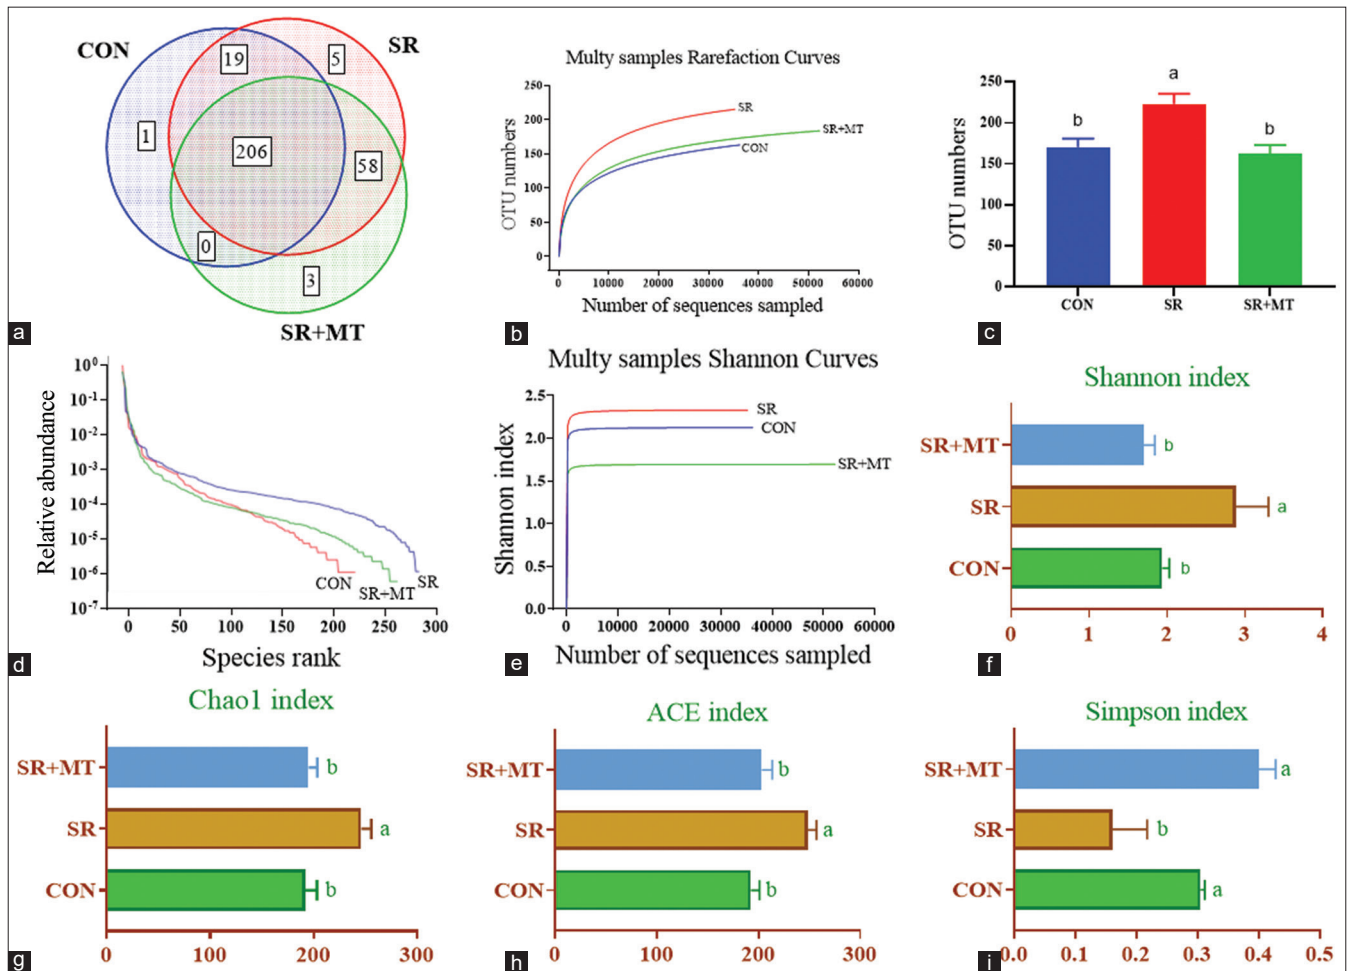 CON
SR
19
5
1
206
58
0
3
SR+MT
a
Multy samples Rarefaction Curves
OTU numbers
250
200
150
100
50
0
SR
SR+MT
CON
0 10000 20000 30000 40000 50000 60000
Number of sequences sampled
b
OTU numbers
250
200
150
100
50
0
b
a
b
CON SR SR+MT
c
Relative abundance
10^0
10^-1
10^-2
10^-3
10^-4
10^-5
10^-6
10^-7
CON
SR+MT
SR
0 50 100 150 200 250 300
Species rank
d
Multy samples Shannon Curves
Shannon index
2.5
2.0
1.5
1.0
0.5
0.0
SR
CON
SR+MT
0 10000 20000 30000 40000 50000 60000
Number of sequences sampled
e
Shannon index
SR+MT b
SR a
CON b
0 1 2 3 4
f
Chao1 index
SR+MT b
SR a
CON b
0 100 200 300
g
ACE index
SR+MT b
SR a
CON b
0 100 200 300
h
Simpson index
SR+MT a
SR b
CON a
0.0 0.1 0.2 0.3 0.4 0.5
i